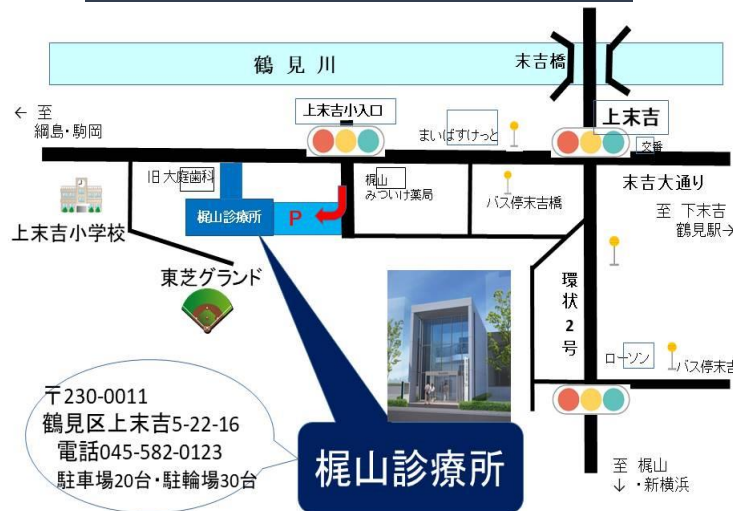 鶴見川
末吉橋
← 至
綱島・駒岡
上末吉小入口
まいばすけっと
上末吉
交番
旧大庭歯科
梶山
みついけ薬局
バス停末吉橋
末吉大通り
至 下末吉
鶴見駅→
上末吉小学校
梶山診療所
P
東芝グランド
環状2号
ローソン
バス停末吉
〒230-0011
鶴見区上末吉5-22-16
電話045-582-0123
駐車場20台・駐輪場30台
梶山診療所
至 梶山
↓ ・新横浜